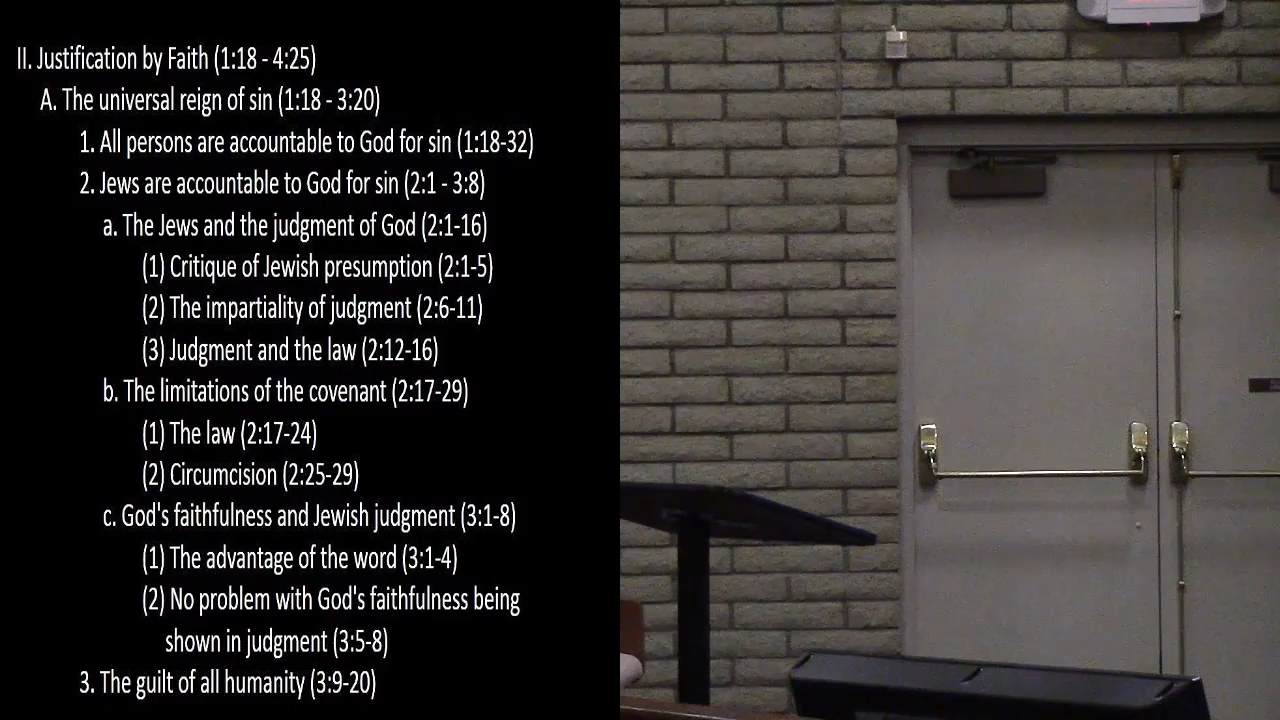 II. Justification by Faith (1:18 - 4:25)
A. The universal reign of sin (1:18 - 3:20)
1. All persons are accountable to God for sin (1:18-32)
2. Jews are accountable to God for sin (2:1 - 3:8)
a. The Jews and the judgment of God (2:1-16)
(1) Critique of Jewish presumption (2:1-5)
(2) The impartiality of judgment (2:6-11)
(3) Judgment and the law (2:12-16)
b. The limitations of the covenant (2:17-29)
(1) The law (2:17-24)
(2) Circumcision (2:25-29)
c. God's faithfulness and Jewish judgment (3:1-8)
(1) The advantage of the word (3:1-4)
(2) No problem with God's faithfulness being
shown in judgment (3:5-8)
3. The guilt of all humanity (3:9-20)